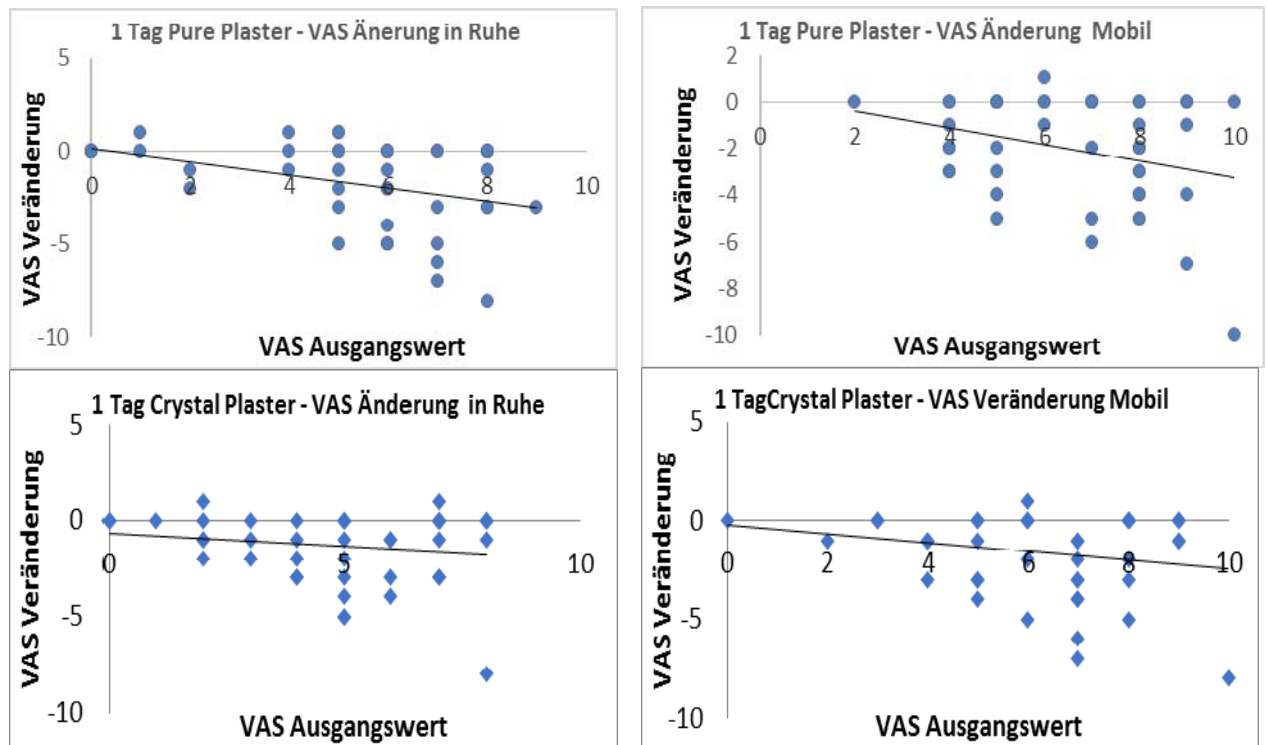 1 Tag Pure Plaster - VAS Änerung in Ruhe
5
0
-5
-10
0 2 4 6 8 10
VAS Veränderung
VAS Ausgangswert
1 Tag Pure Plaster - VAS Änderung Mobil
2
0
-2
-4
-6
-8
-10
0 2 4 6 8 10
VAS Veränderung
VAS Ausgangswert
1 Tag Crystal Plaster - VAS Änderung in Ruhe
5
0
-5
-10
0 5 10
VAS Veränderung
VAS Ausgangswert
1 TagCrystal Plaster - VAS Veränderung Mobil
5
0
-5
-10
0 2 4 6 8 10
VAS Veränderung
VAS Ausgangswert